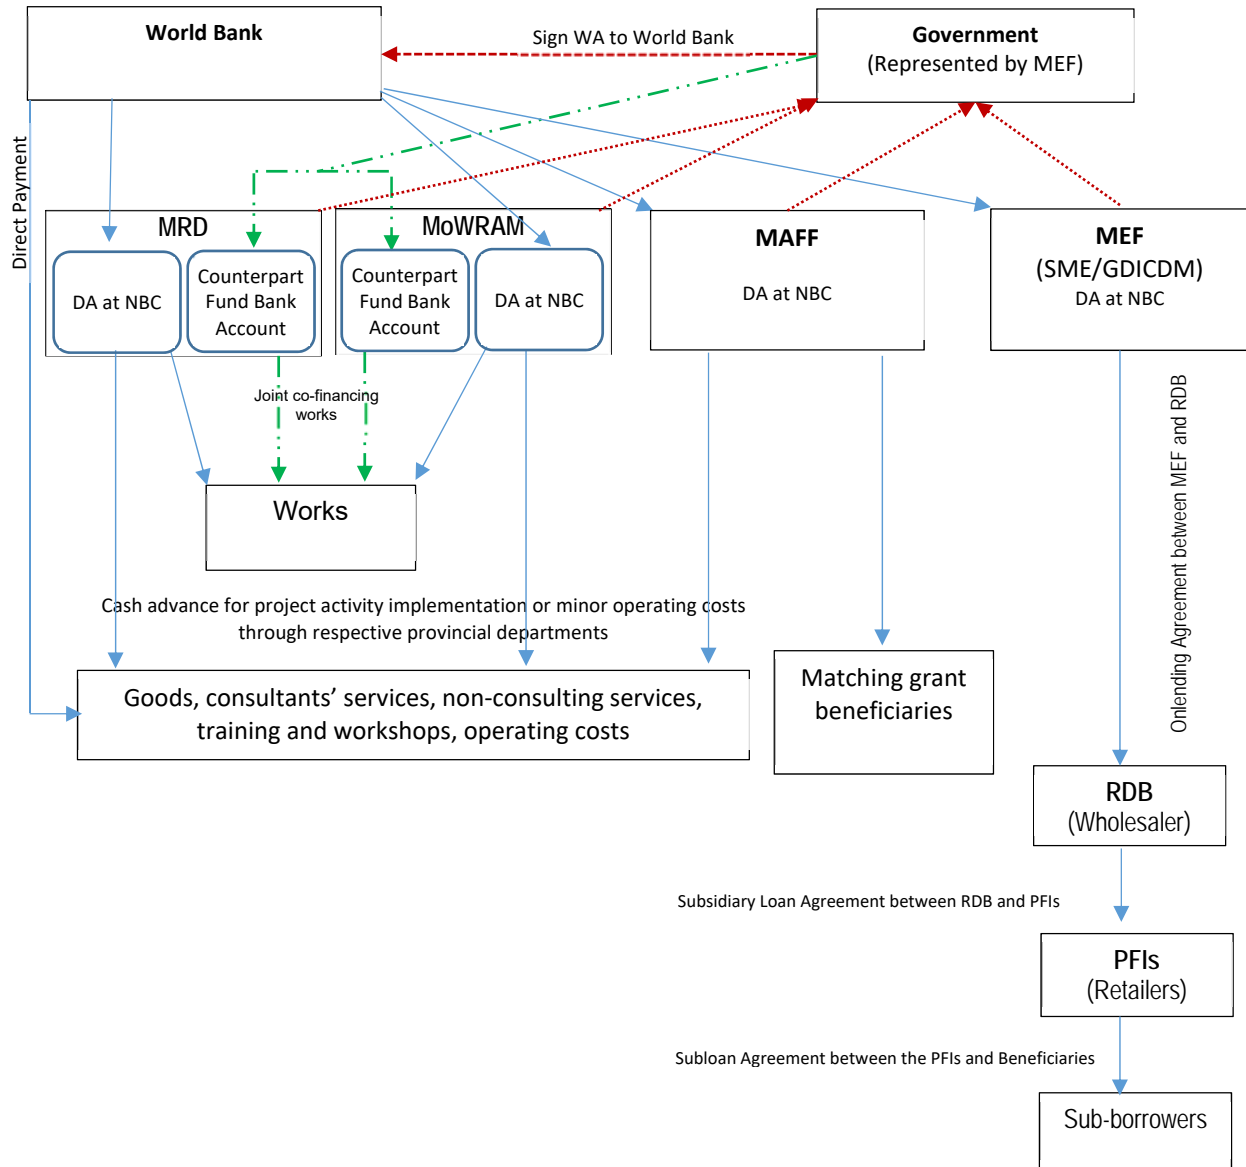 World Bank
Sign WA to World Bank
Government
(Represented by MEF)
Direct Payment
MRD
DA at NBC
Counterpart
Fund Bank
Account
MoWRAM
Counterpart
Fund Bank
Account
DA at NBC
MAFF
DA at NBC
MEF
(SME/GDICDM)
DA at NBC
Joint co-financing
works
Works
Onlending Agreement between MEF and RDB
Cash advance for project activity implementation or minor operating costs
through respective provincial departments
Goods, consultants’ services, non-consulting services,
training and workshops, operating costs
Matching grant
beneficiaries
RDB
(Wholesaler)
Subsidiary Loan Agreement between RDB and PFIs
PFIs
(Retailers)
Subloan Agreement between the PFIs and Beneficiaries
Sub-borrowers